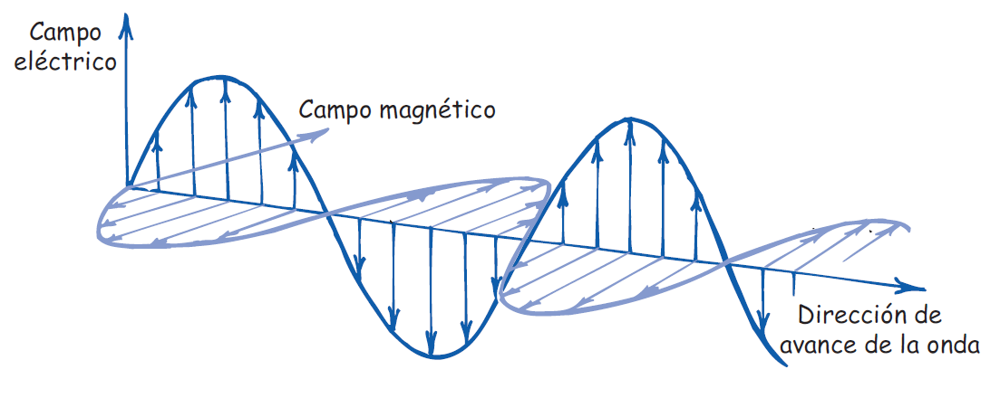 Campo
eléctrico
Campo magnético
Dirección de
avance de la onda